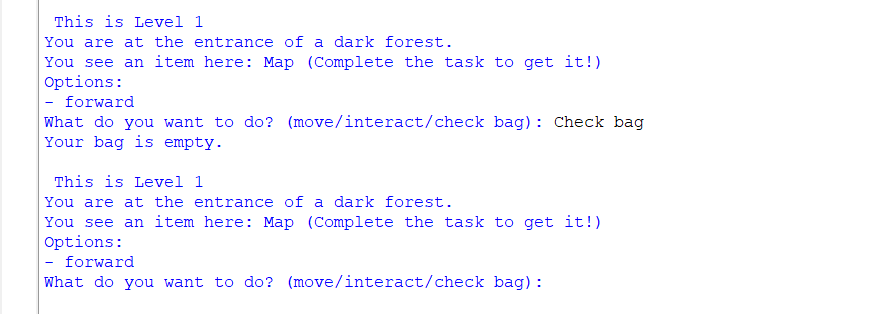 This is Level 1
You are at the entrance of a dark forest.
You see an item here: Map (Complete the task to get it!)
Options:
- forward
What do you want to do? (move/interact/check bag): Check bag
Your bag is empty.
This is Level 1
You are at the entrance of a dark forest.
You see an item here: Map (Complete the task to get it!)
Options:
- forward
What do you want to do? (move/interact/check bag):